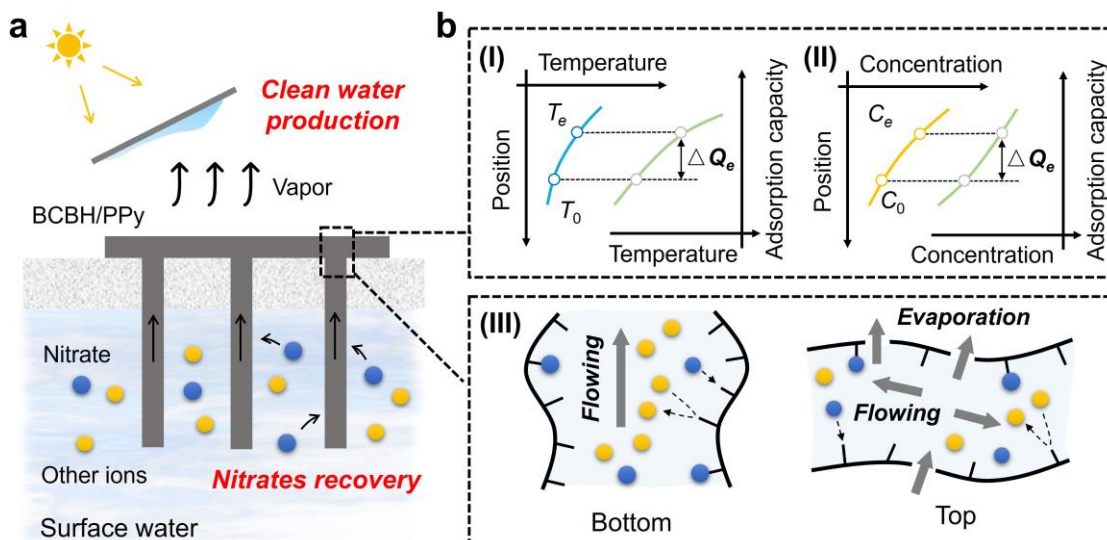 a
Clean water
production
Vapor
BCBH/PPy
Nitrate
Other ions
Nitrates recovery
Surface water
b
(I)
Temperature
Position
Tₑ
T₀
△ Qₑ
Temperature
Adsorption capacity
(II)
Concentration
Position
Cₑ
C₀
△ Qₑ
Concentration
Adsorption capacity
(III)
Flowing
Bottom
Evaporation
Flowing
Top